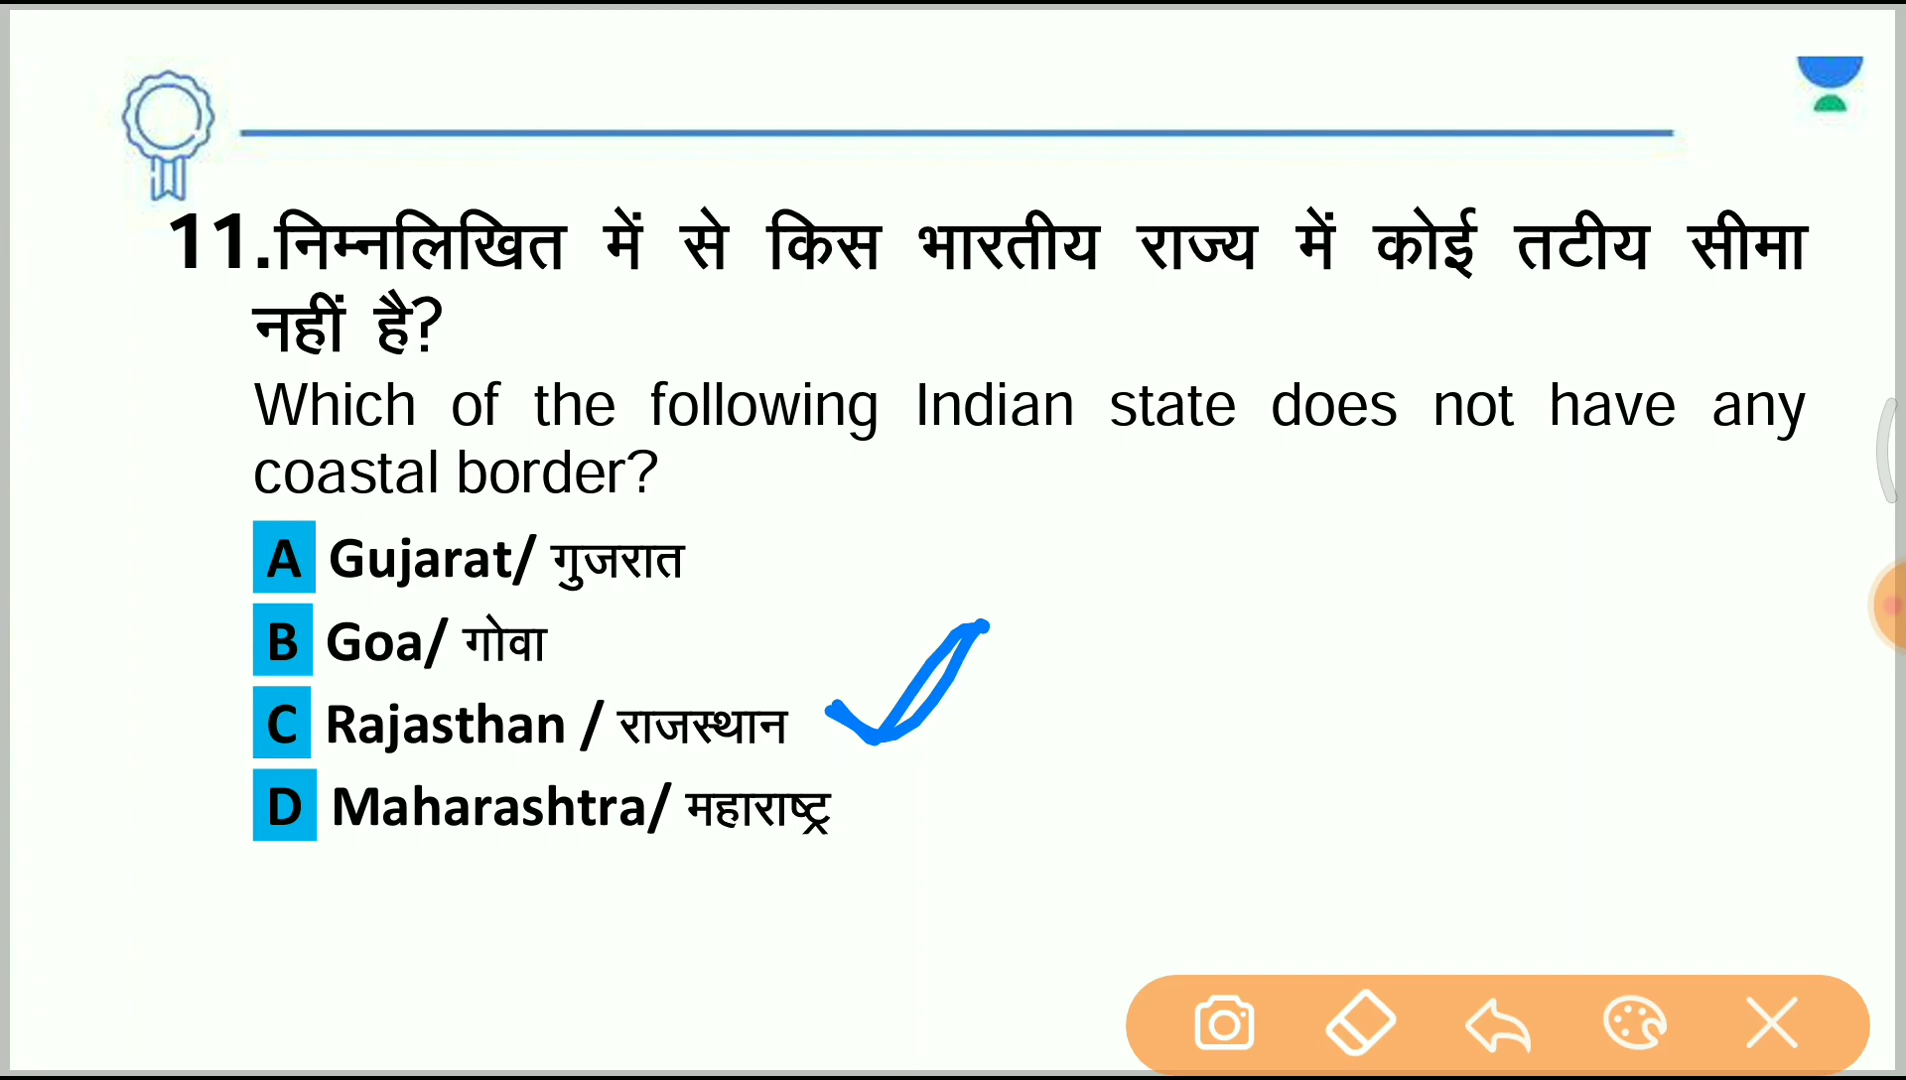 11.निम्नलिखित में से किस भारतीय राज्य में कोई तटीय सीमा
नहीं है?
Which of the following Indian state does not have any
coastal border?
A Gujarat/ गुजरात
B Goa/ गोवा
C Rajasthan / राजस्थान
D Maharashtra/ महाराष्ट्र